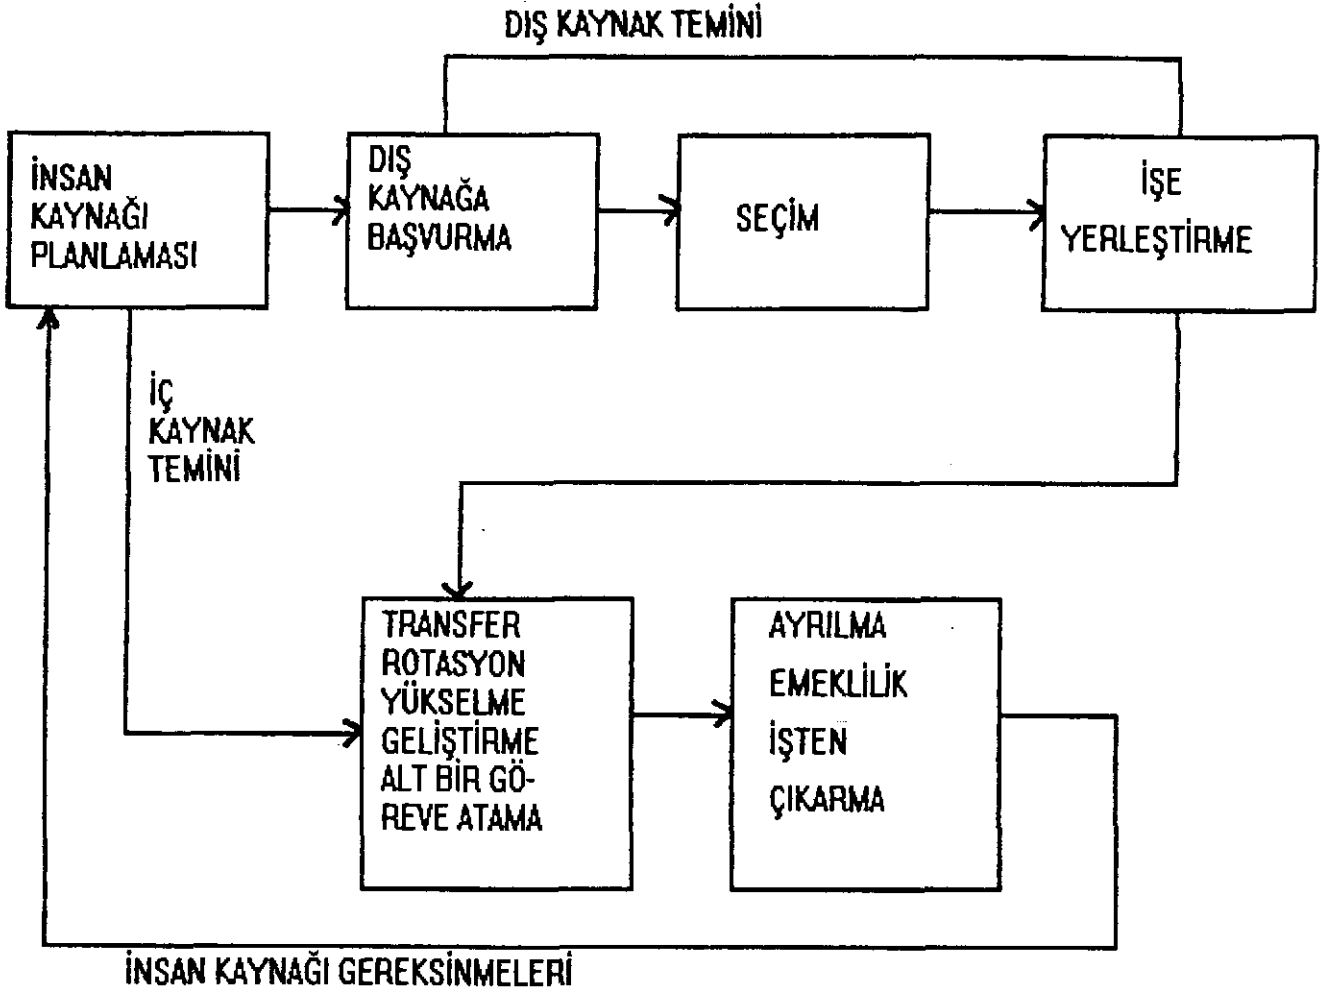 DIŞ KAYNAK TEMİNİ
İNSAN
KAYNAĞI
PLANLAMASI
DIŞ
KAYNAĞA
BAŞVURMA
SEÇİM
İŞE
YERLEŞTİRME
İÇ
KAYNAK
TEMİNİ
TRANSFER
ROTASYON
YÜKSELME
GELİŞTİRME
ALT BİR GÖ-
REVE ATAMA
AYRILMA
EMEKLİLİK
İŞTEN
ÇIKARMA
İNSAN KAYNAĞI GEREKSİNMELERİ